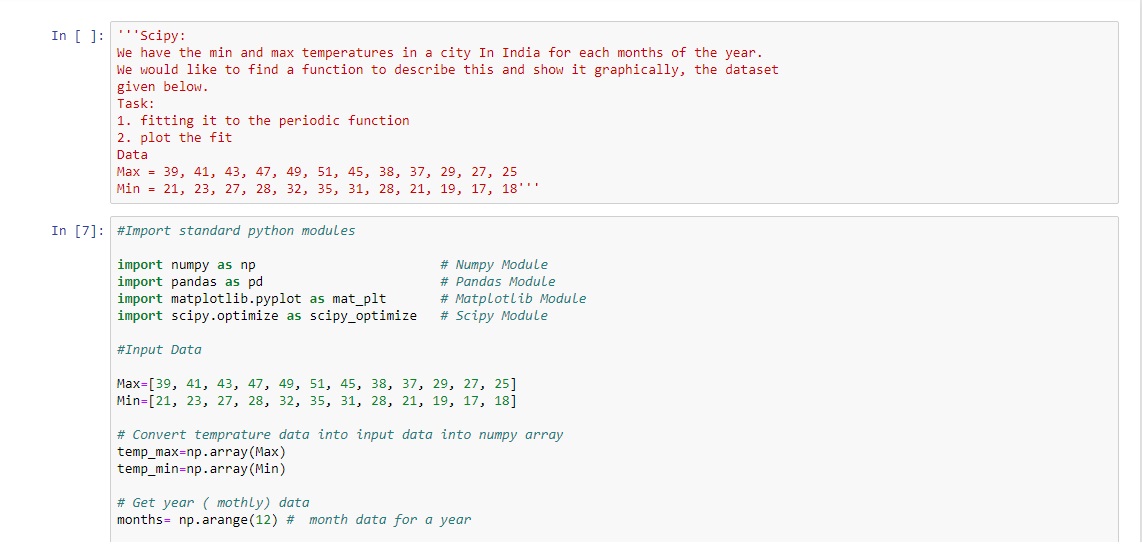 In [ ]: '''Scipy:
We have the min and max temperatures in a city In India for each months of the year.
We would like to find a function to describe this and show it graphically, the dataset
given below.
Task:
1. fitting it to the periodic function
2. plot the fit
Data
Max = 39, 41, 43, 47, 49, 51, 45, 38, 37, 29, 27, 25
Min = 21, 23, 27, 28, 32, 35, 31, 28, 21, 19, 17, 18'''
In [7]: #Import standard python modules
import numpy as np # Numpy Module
import pandas as pd # Pandas Module
import matplotlib.pyplot as mat_plt # Matplotlib Module
import scipy.optimize as scipy_optimize # Scipy Module
#Input Data
Max=[39, 41, 43, 47, 49, 51, 45, 38, 37, 29, 27, 25]
Min=[21, 23, 27, 28, 32, 35, 31, 28, 21, 19, 17, 18]
# Convert temprature data into input data into numpy array
temp_max=np.array(Max)
temp_min=np.array(Min)
# Get year ( mothly) data
months= np.arange(12) # month data for a year